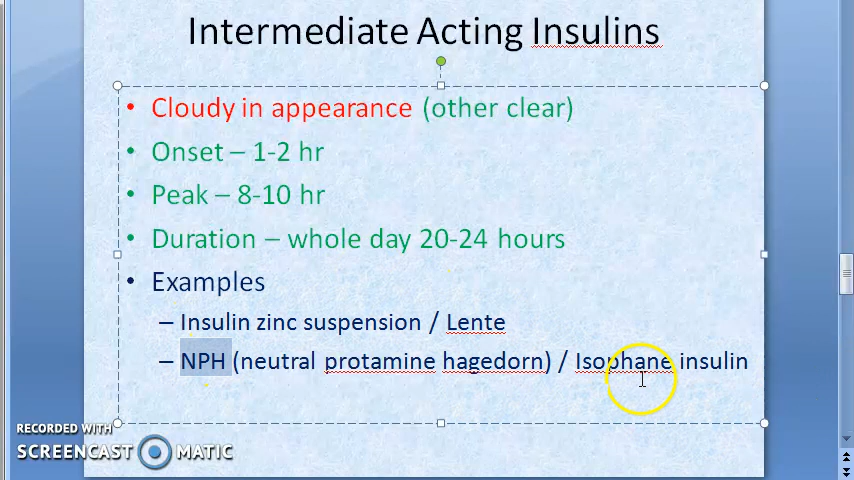 Intermediate Acting Insulins
• Cloudy in appearance (other clear)
• Onset – 1-2 hr
• Peak – 8-10 hr
• Duration – whole day 20-24 hours
• Examples
– Insulin zinc suspension / Lente
– NPH (neutral protamine hagedorn) / Isophane insulin
RECORDED WITH
SCREENCAST MATIC